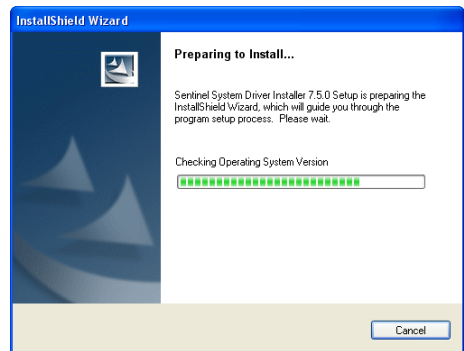 InstallShield Wizard
Preparing to Install...
Sentinel System Driver Installer 7.5.0 Setup is preparing the
InstallShield Wizard, which will guide you through the
program setup process. Please wait.
Checking Operating System Version
Cancel